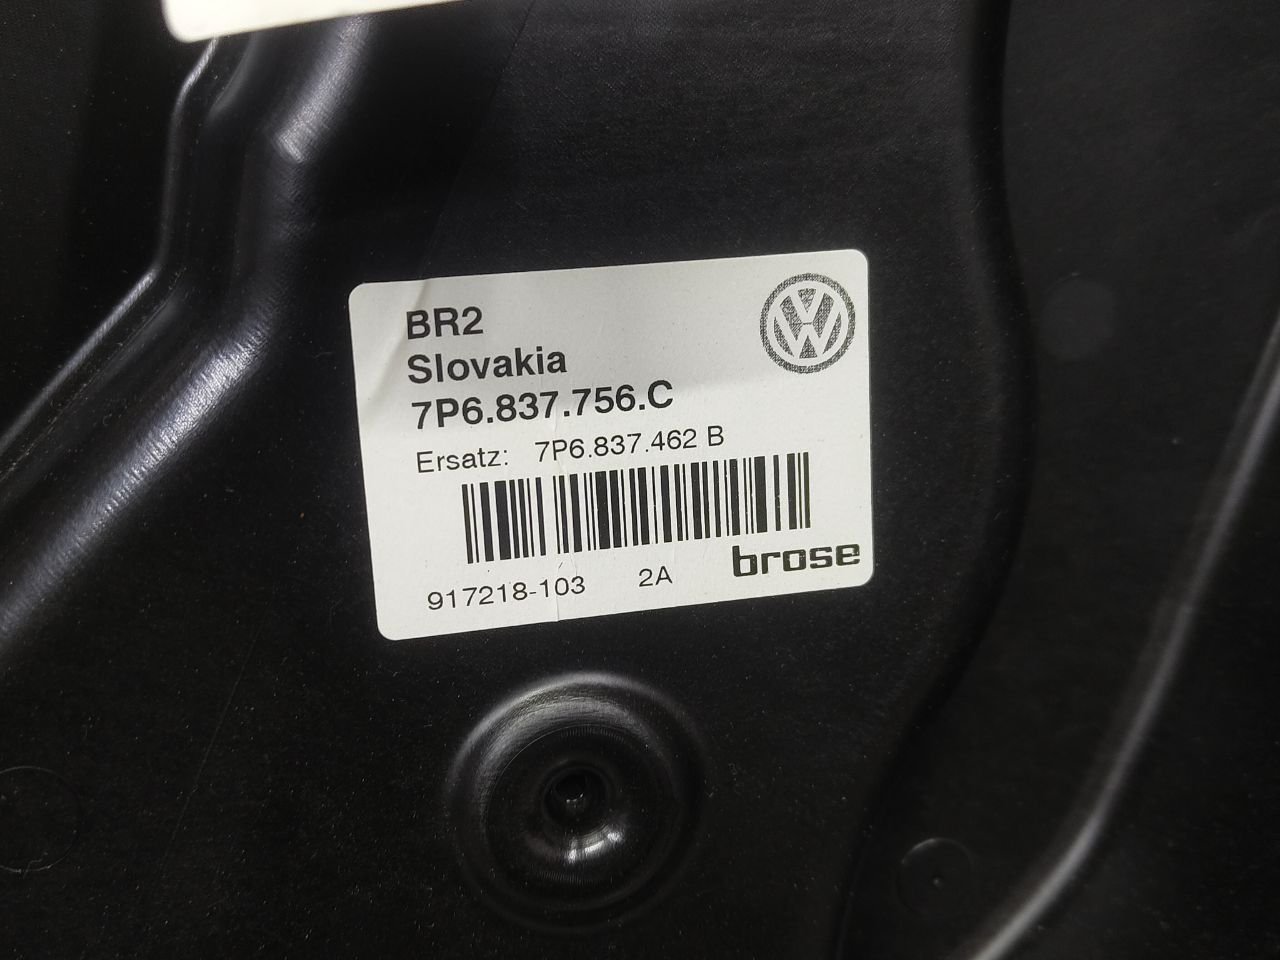 BR2
Slovakia
7P6.837.756.C
Ersatz: 7P6.837.462 B
917218-103 2A
brose